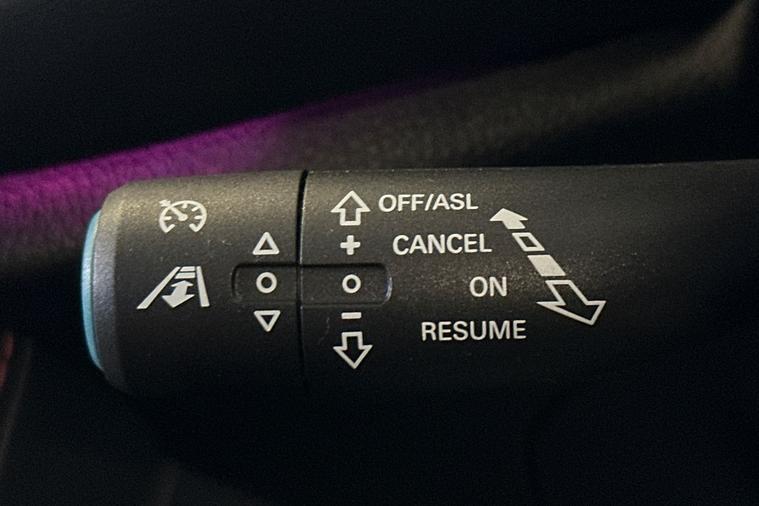 OFF/ASL
+ CANCEL
ON
-
RESUME